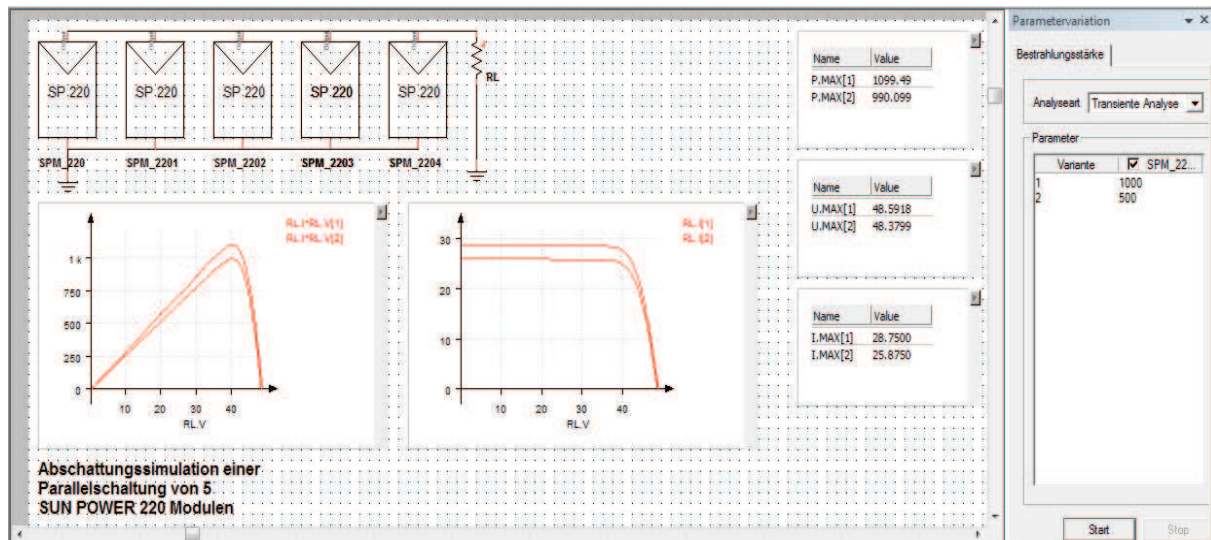 SP 220 SP 220 SP 220 SP 220 SP 220
RL
SPM_220 SPM_2201 SPM_2202 SPM_2203 SPM_2204
RL.I*RL.V[1]
RL.I*RL.V[2]
1 k
750
500
250
0
10 20 30 40
RL.V
RL.I[1]
RL.I[2]
30
20
10
0
10 20 30 40
RL.V
Abschattungssimulation einer
Parallelschaltung von 5
SUN POWER 220 Modulen
Name Value
P.MAX[1] 1099.49
P.MAX[2] 990.099
Name Value
U.MAX[1] 48.5918
U.MAX[2] 48.3799
Name Value
I.MAX[1] 28.7500
I.MAX[2] 25.8750
Parametervariation
Bestrahlungsstärke
Analyseart Transiente Analyse
Parameter
Variante SPM_22...
1 1000
2 500
Start Stop